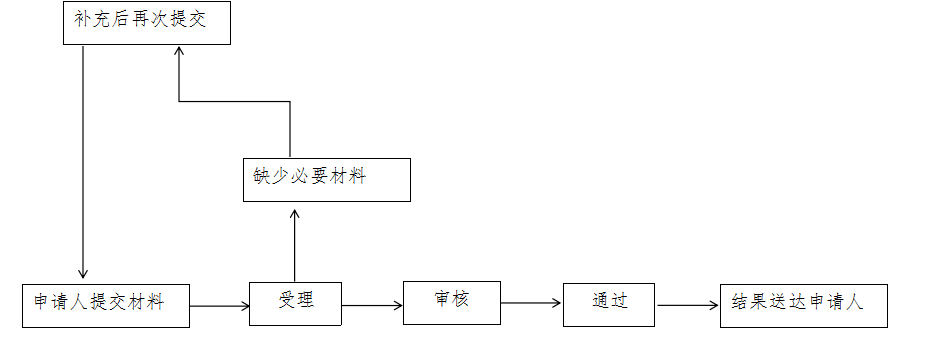 补充后再次提交
缺少必要材料
申请人提交材料
受理
审核
通过
结果送达申请人